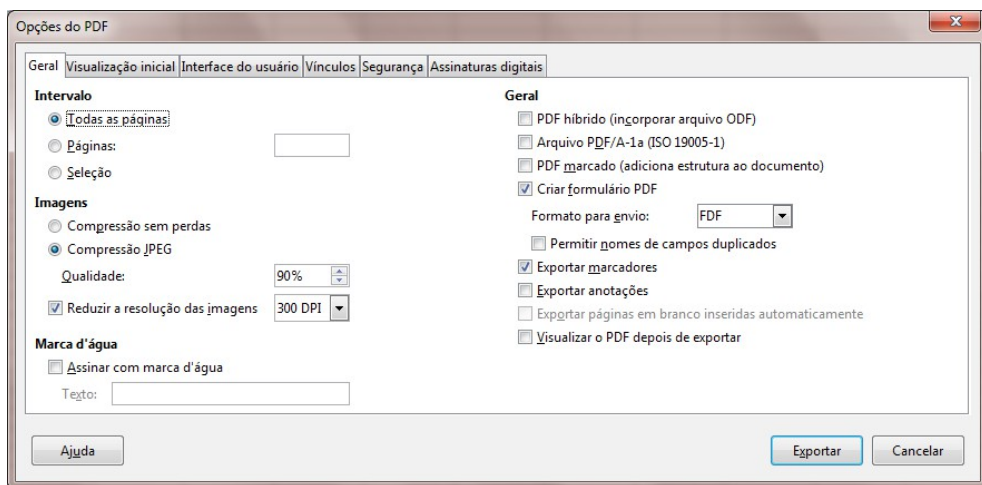 Opções do PDF
Geral Visualização inicial Interface do usuário Vínculos Segurança Assinaturas digitais
Intervalo
Todas as páginas
Páginas:
Seleção
Imagens
Compressão sem perdas
Compressão JPEG
Qualidade: 90%
Reduzir a resolução das imagens 300 DPI
Marca d'água
Assinar com marca d'água
Texto:
Geral
PDF híbrido (incorporar arquivo ODF)
Arquivo PDF/A-1a (ISO 19005-1)
PDF marcado (adiciona estrutura ao documento)
Criar formulário PDF
Formato para envio: FDF
Permitir nomes de campos duplicados
Exportar marcadores
Exportar anotações
Exportar páginas em branco inseridas automaticamente
Visualizar o PDF depois de exportar
Ajuda Exportar Cancelar